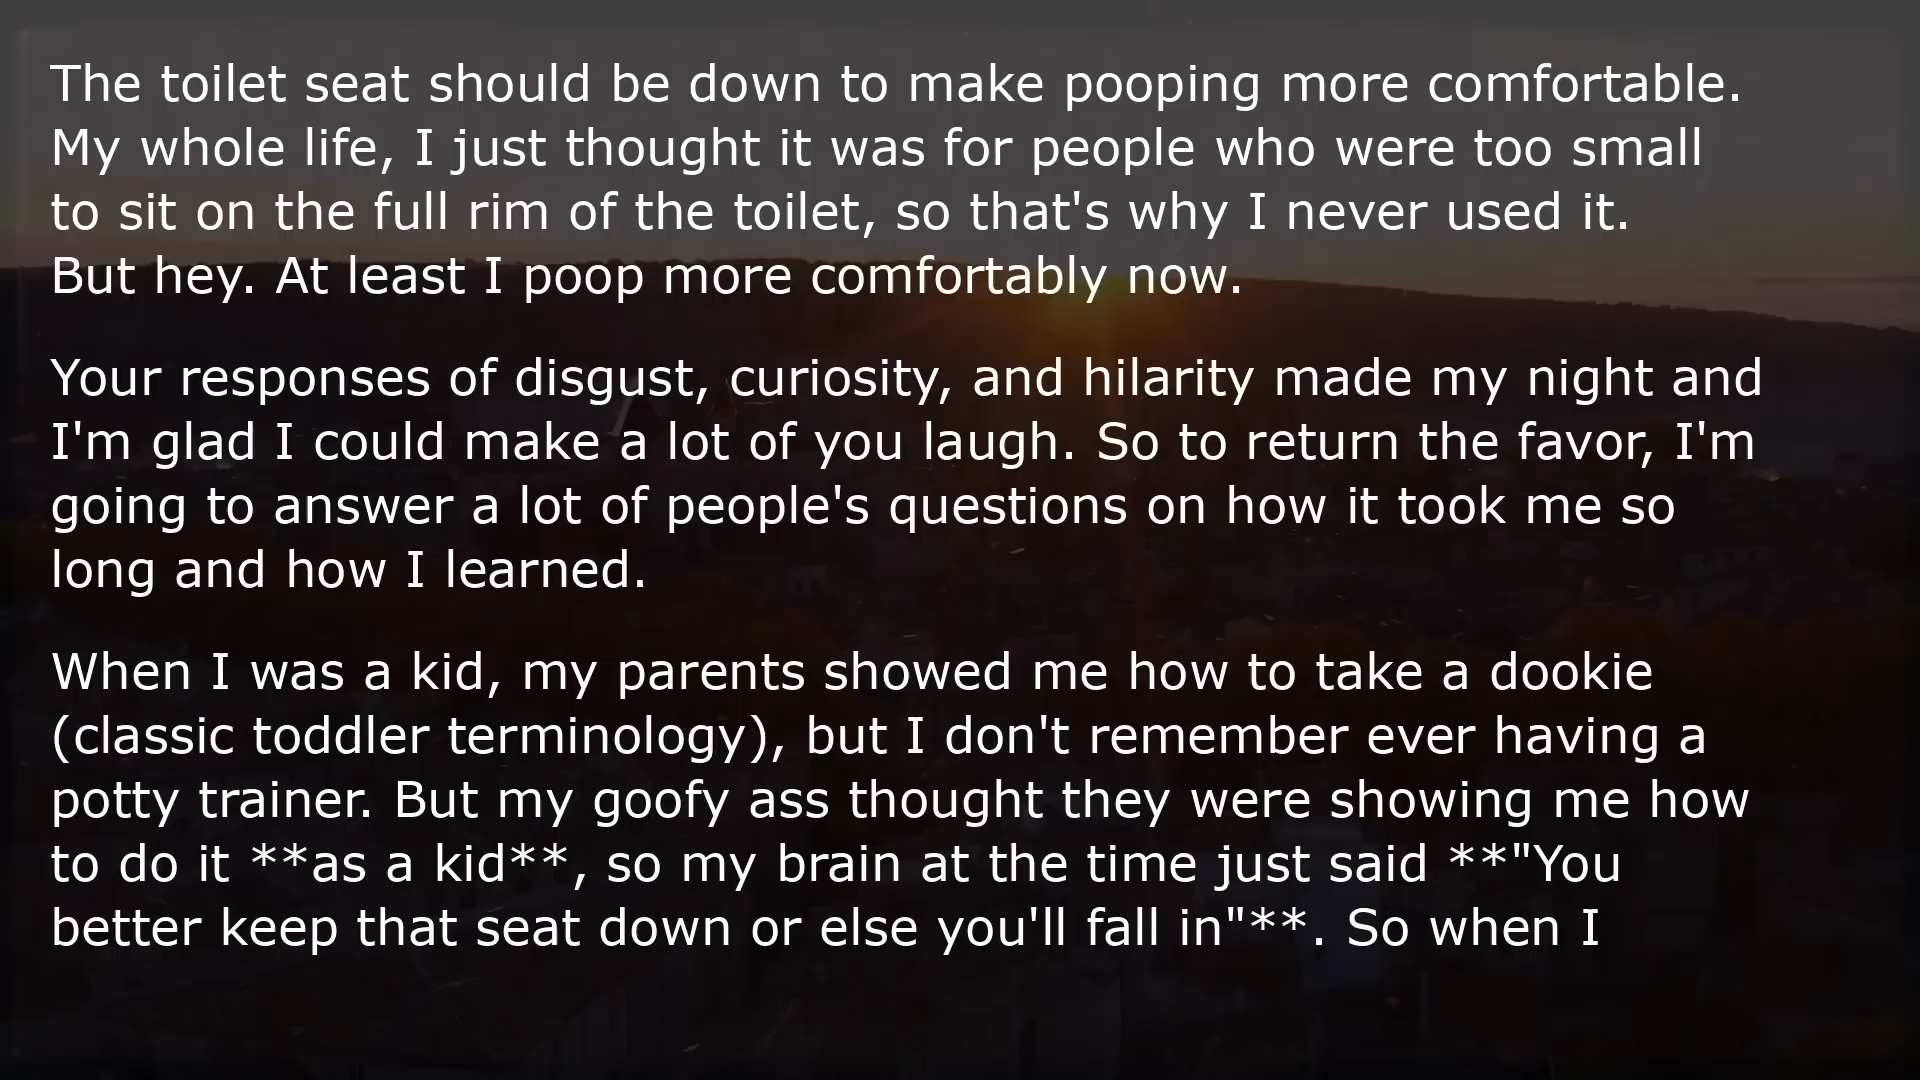 The toilet seat should be down to make pooping more comfortable.
My whole life, I just thought it was for people who were too small
to sit on the full rim of the toilet, so that's why I never used it.
But hey. At least I poop more comfortably now.
Your responses of disgust, curiosity, and hilarity made my night and
I'm glad I could make a lot of you laugh. So to return the favor, I'm
going to answer a lot of people's questions on how it took me so
long and how I learned.
When I was a kid, my parents showed me how to take a dookie
(classic toddler terminology), but I don't remember ever having a
potty trainer. But my goofy ass thought they were showing me how
to do it **as a kid**, so my brain at the time just said **"You
better keep that seat down or else you'll fall in"**. So when I